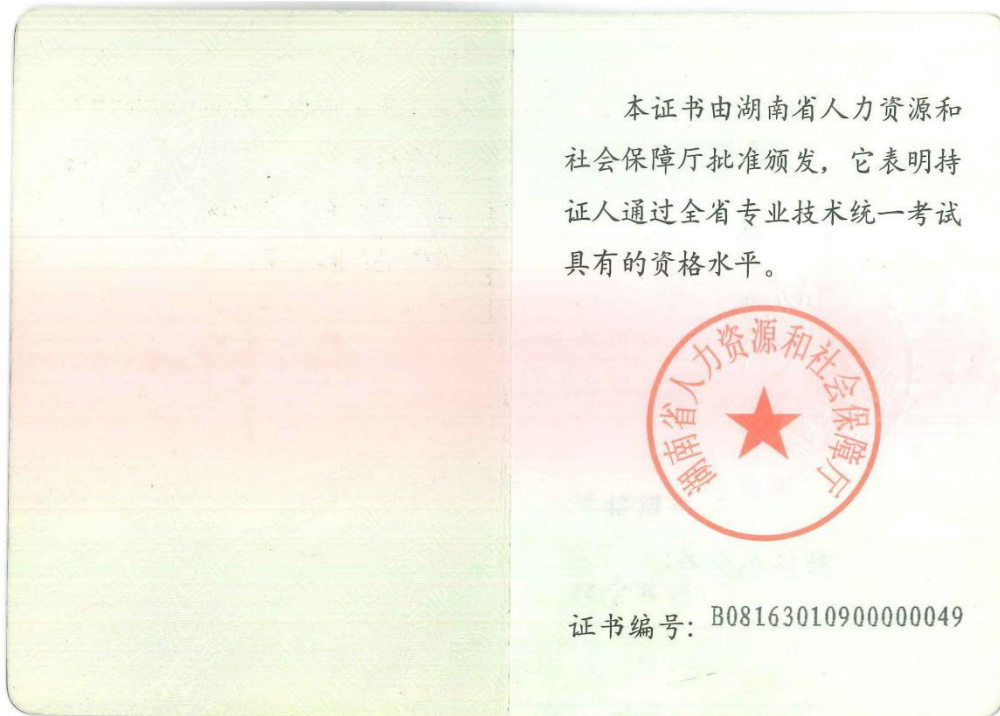 本证书由湖南省人力资源和
社会保障厅批准颁发，它表明持
证人通过全省专业技术统一考试
具有的资格水平。
湖南省人力资源和社会保障厅
证书编号：B08163010900000049